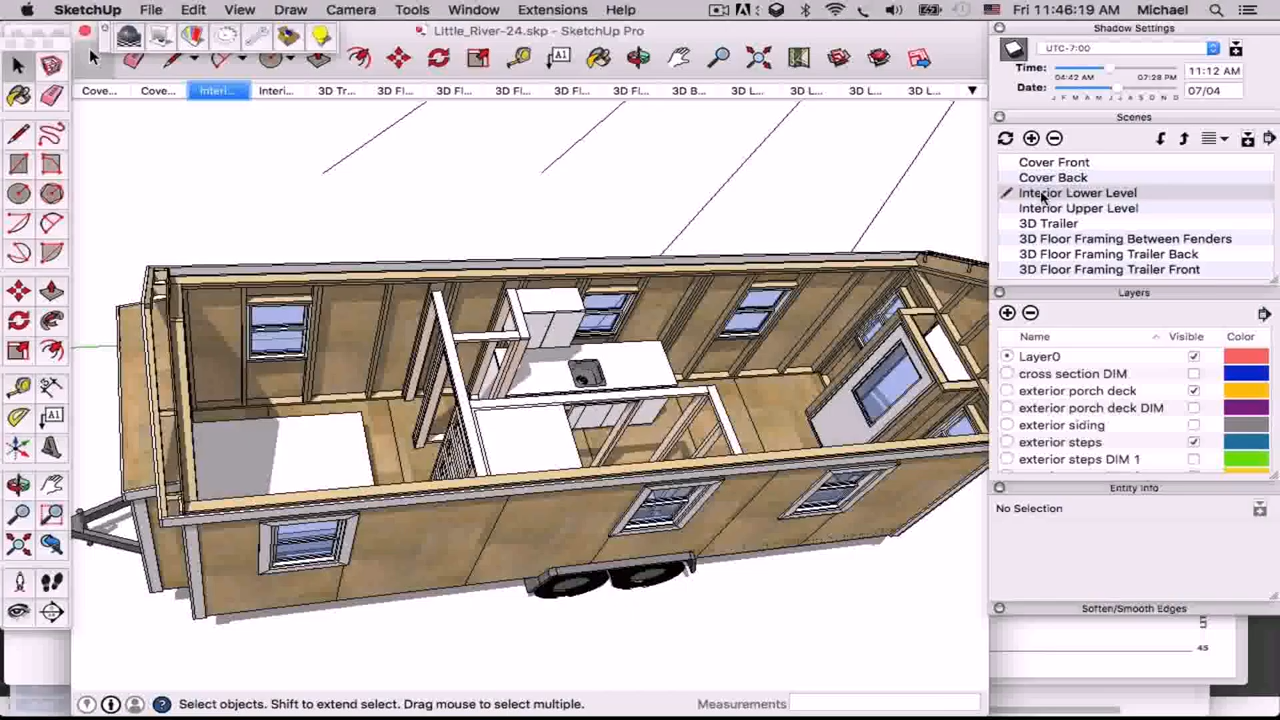 SketchUp File Edit View Draw Camera Tools Window Extensions Help Fri 11:46:19 AM Michael
Little_River-24.skp - SketchUp Pro
Cove... Cove... Interi... Interi... 3D Tr... 3D Fl... 3D Fl... 3D Fl... 3D Fl... 3D Fl... 3D B... 3D L... 3D L... 3D L... 3D L...
Shadow Settings
UTC-7:00
Time: 04:42 AM 07:28 PM 11:12 AM
Date: J F M A M J J A S O N D 07/04
Scenes
Cover Front
Cover Back
Interior Lower Level
Interior Upper Level
3D Trailer
3D Floor Framing Between Fenders
3D Floor Framing Trailer Back
3D Floor Framing Trailer Front
Layers
Name Visible Color
Layer0
cross section DIM
exterior porch deck
exterior porch deck DIM
exterior siding
exterior steps
exterior steps DIM 1
Entity Info
No Selection
Soften/Smooth Edges
45
A1
A1
Select objects. Shift to extend select. Drag mouse to select multiple. Measurements